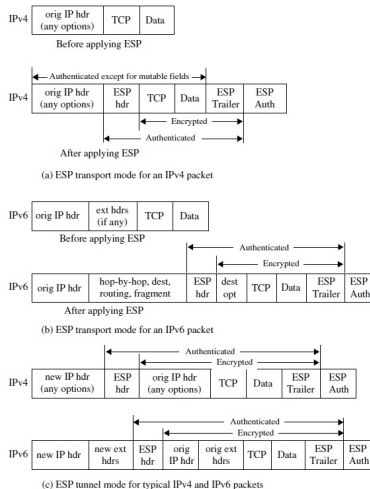 IPv4 orig IP hdr (any options) TCP Data
Before applying ESP
Authenticated except for mutable fields
IPv4 orig IP hdr (any options) ESP hdr TCP Data ESP Trailer ESP Auth
Encrypted
Authenticated
After applying ESP
(a) ESP transport mode for an IPv4 packet
IPv6 orig IP hdr ext hdrs (if any) TCP Data
Before applying ESP
Authenticated
Encrypted
IPv6 orig IP hdr hop-by-hop, dest, routing, fragment ESP hdr dest opt TCP Data ESP Trailer ESP Auth
After applying ESP
(b) ESP transport mode for an IPv6 packet
Authenticated
Encrypted
IPv4 new IP hdr (any options) ESP hdr orig IP hdr (any options) TCP Data ESP Trailer ESP Auth
Authenticated
Encrypted
IPv6 new IP hdr new ext hdrs ESP hdr orig IP hdr orig ext hdrs TCP Data ESP Trailer ESP Auth
(c) ESP tunnel mode for typical IPv4 and IPv6 packets